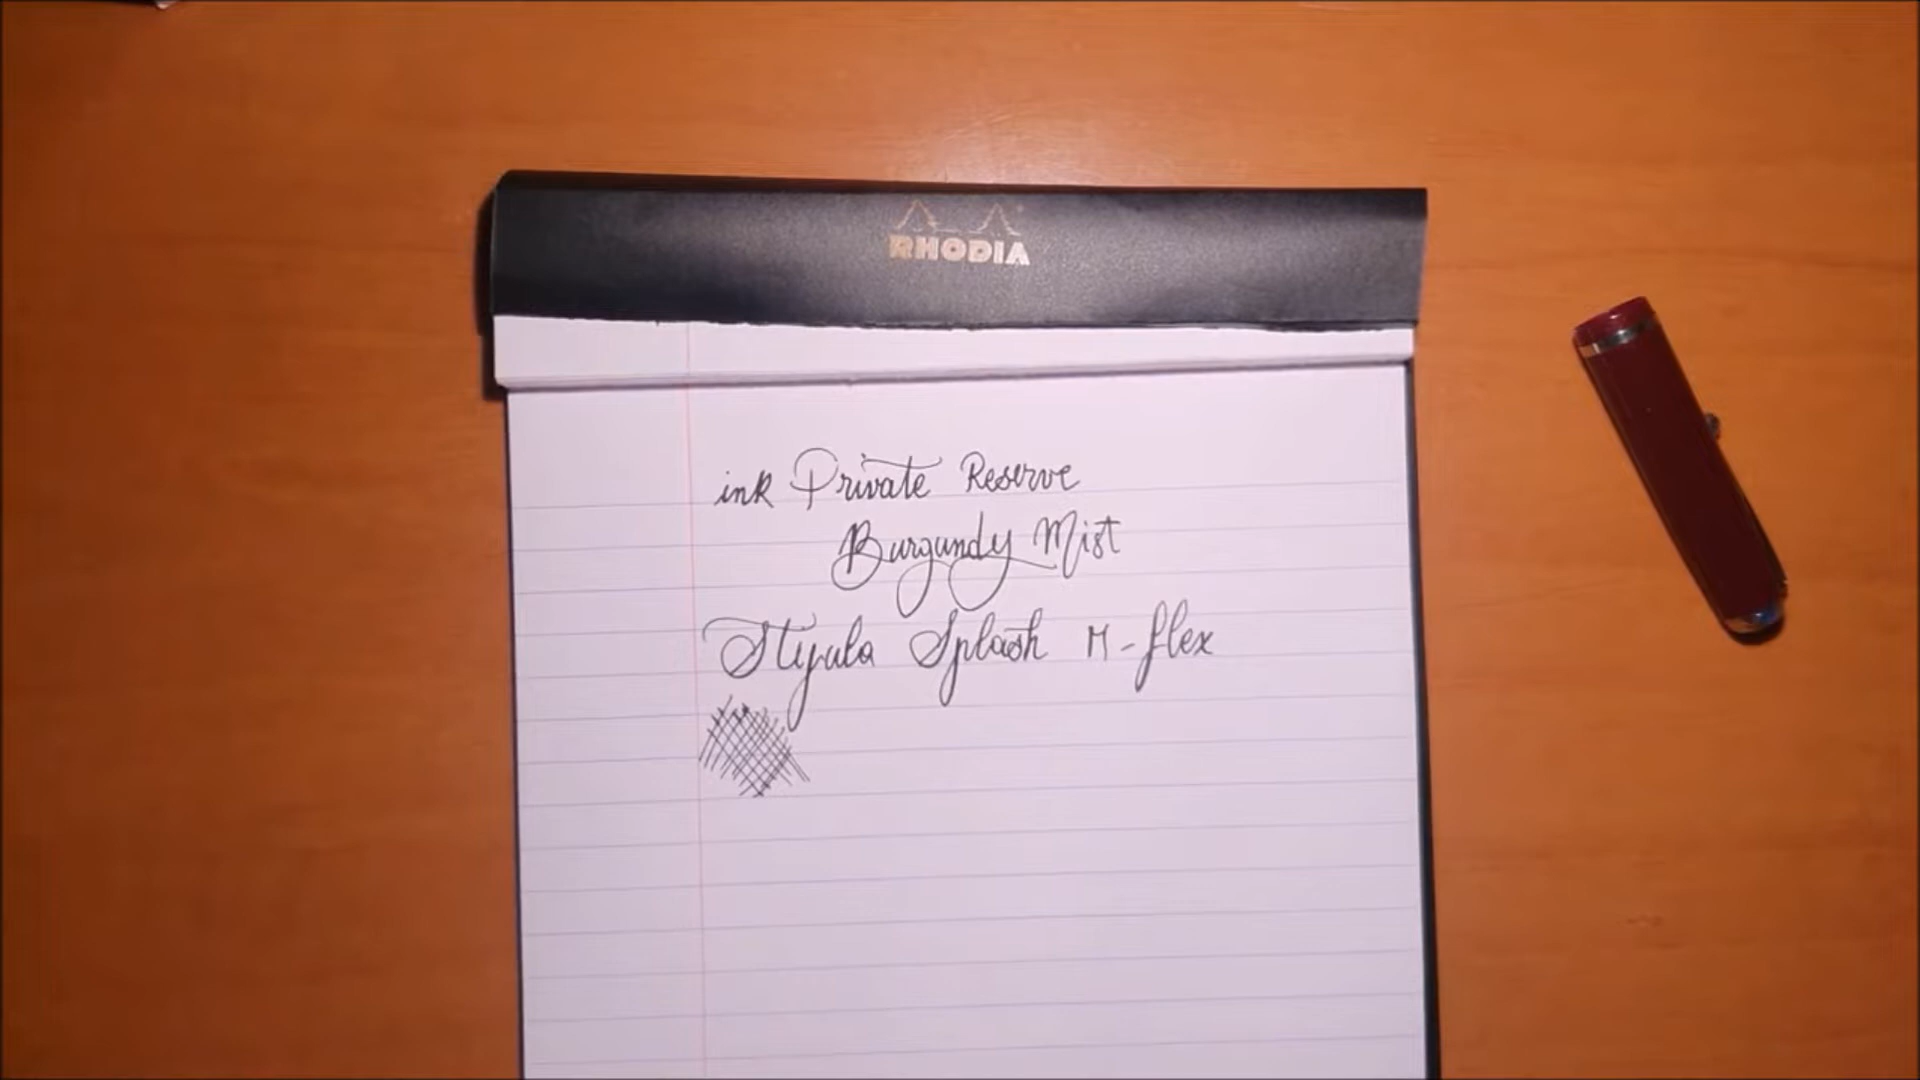 RHODIA
ink Private Reserve
Burgundy Mist
Stipula Splash M-flex